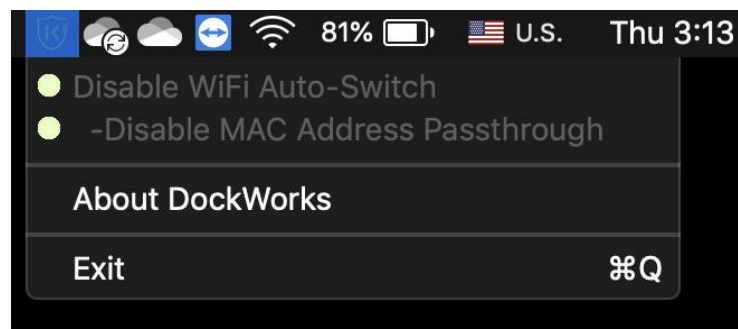 81% U.S. Thu 3:13
Disable WiFi Auto-Switch
-Disable MAC Address Passthrough
About DockWorks
Exit ⌘Q